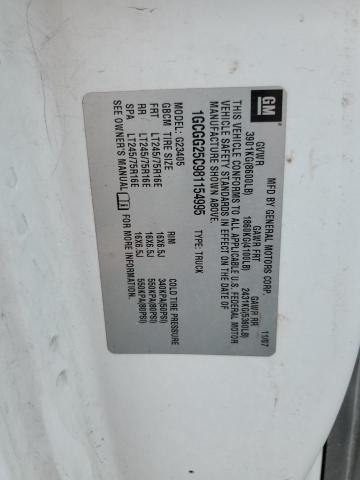 GM
MFD BY GENERAL MOTORS CORP
11/07
GVWR GAWR FRT GAWR RR
3901KG(8600LB) 1860KG(4100LB) 2431KG(5360LB)
THIS VEHICLE CONFORMS TO ALL APPLICABLE U.S. FEDERAL MOTOR
VEHICLE SAFETY STANDARDS IN EFFECT ON THE DATE OF
MANUFACTURE SHOWN ABOVE.
1GCGG25C981154995 TYPE: TRUCK
MODEL: G23405
GBCM TIRE SIZE RIM COLD TIRE PRESSURE
FRT LT245/75R16E 16X6.5J 340KPA(50PSI)
RR LT245/75R16E 16X6.5J 550KPA(80PSI)
SPA LT245/75R16E 16X6.5J 550KPA(80PSI)
SEE OWNER'S MANUAL FOR MORE INFORMATION.